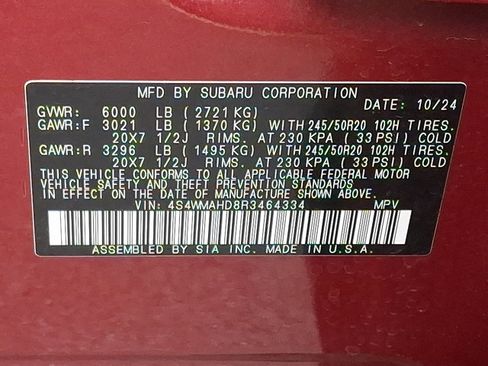 MFD BY SUBARU CORPORATION
GVWR: 6000 LB ( 2721 KG) DATE: 10/24
GAWR:F 3021 LB ( 1370 KG) WITH 245/50R20 102H TIRES.
20X7 1/2J RIMS. AT 230 KPA ( 33 PSI) COLD
GAWR:R 3296 LB ( 1495 KG) WITH 245/50R20 102H TIRES.
20X7 1/2J RIMS. AT 230 KPA ( 33 PSI) COLD
THIS VEHICLE CONFORMS TO ALL APPLICABLE FEDERAL MOTOR
VEHICLE SAFETY AND THEFT PREVENTION STANDARDS
IN EFFECT ON THE DATE OF MANUFACTURE SHOWN ABOVE.
VIN: 4S4WMAHD8R3464334 MPV
ASSEMBLED BY SIA INC. MADE IN U.S.A.